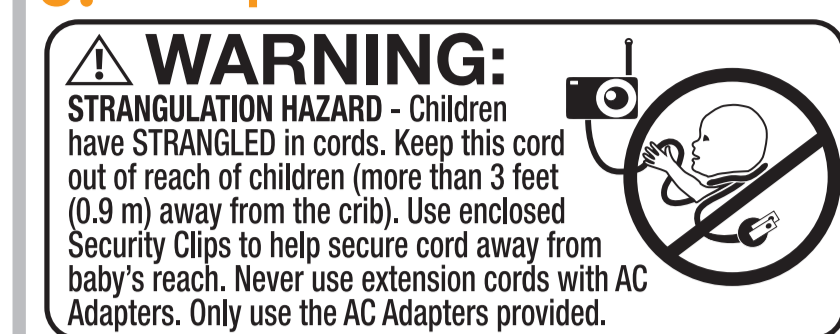 WARNING:
STRANGULATION HAZARD - Children
have STRANGLED in cords. Keep this cord
out of reach of children (more than 3 feet
(0.9 m) away from the crib). Use enclosed
Security Clips to help secure cord away from
baby’s reach. Never use extension cords with AC
Adapters. Only use the AC Adapters provided.